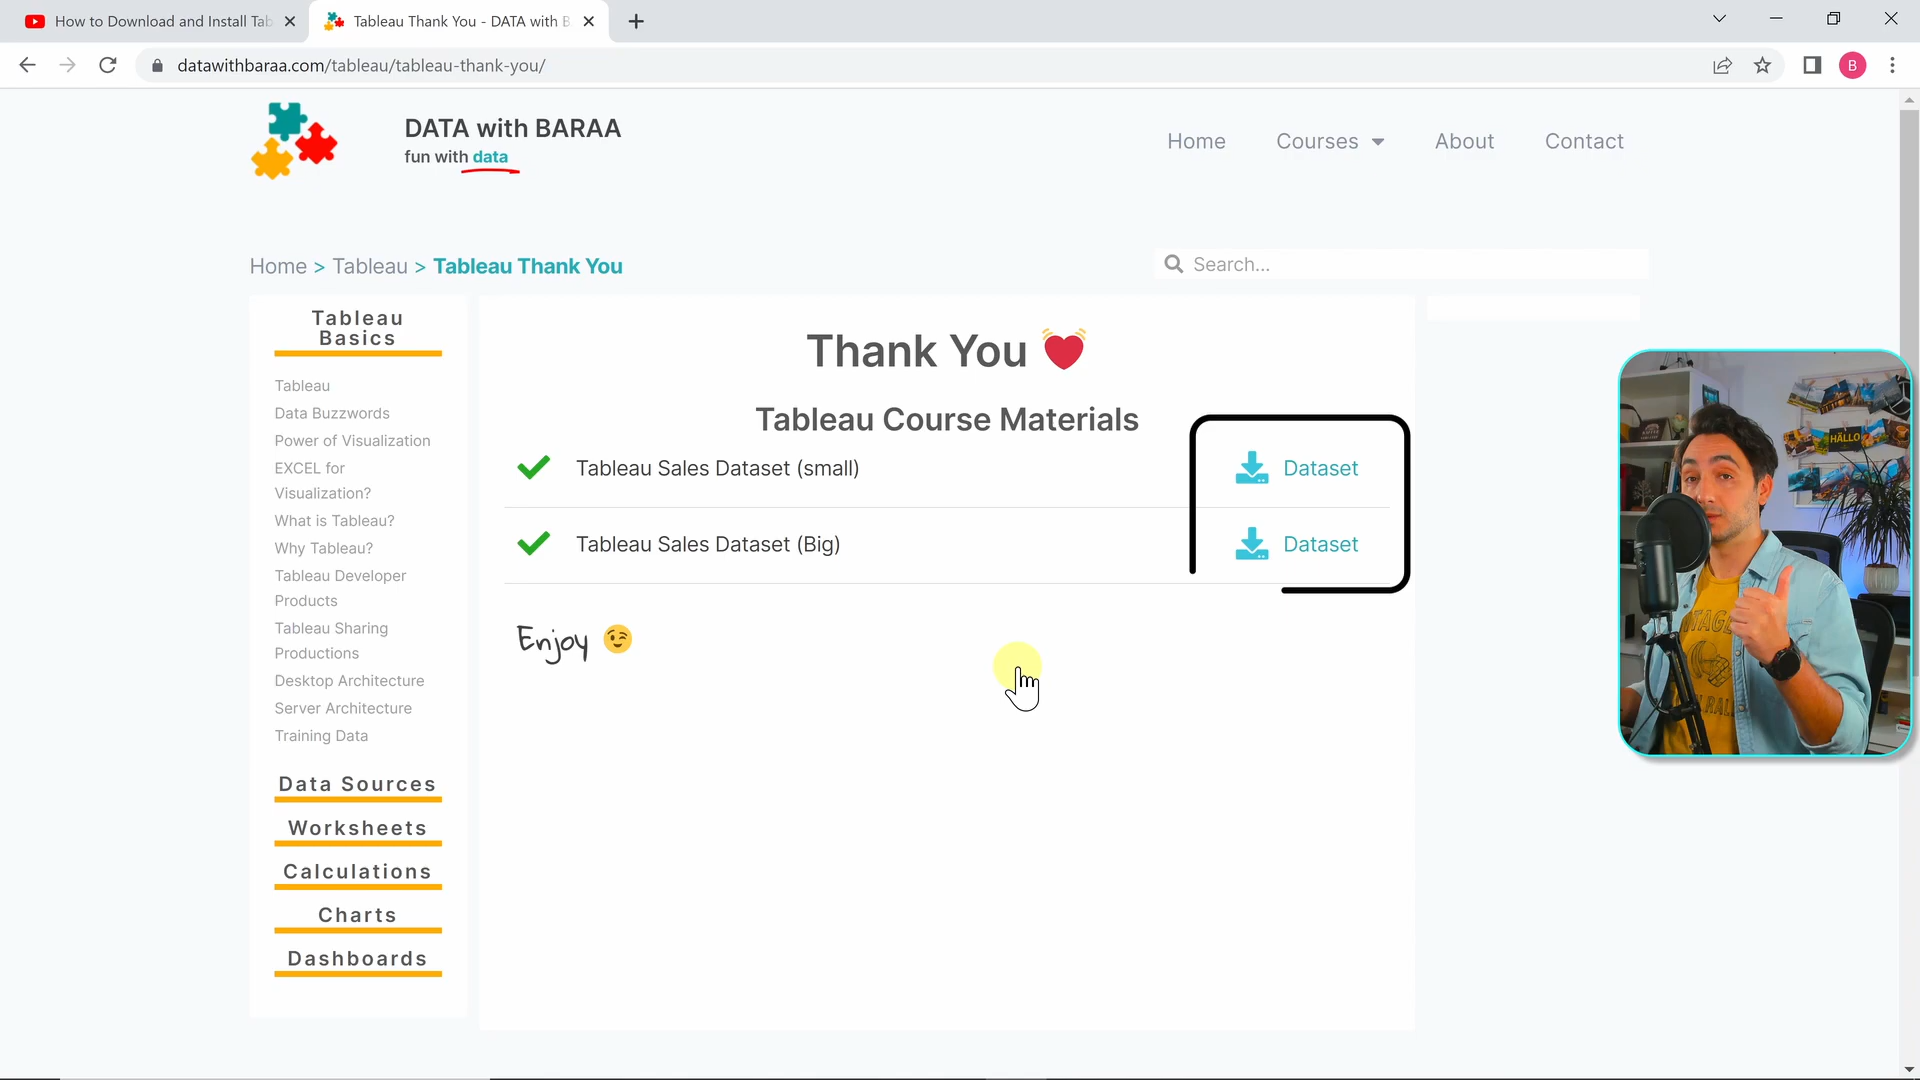 How to Download and Install Tab
Tableau Thank You - DATA with B
datawithbaraa.com/tableau/tableau-thank-you/
B
DATA with BARAA
fun with data
Home
Courses
About
Contact
Home > Tableau > Tableau Thank You
Search...
Tableau
Basics
Tableau
Data Buzzwords
Power of Visualization
EXCEL for
Visualization?
What is Tableau?
Why Tableau?
Tableau Developer
Products
Tableau Sharing
Productions
Desktop Architecture
Server Architecture
Training Data
Data Sources
Worksheets
Calculations
Charts
Dashboards
Thank You
Tableau Course Materials
Tableau Sales Dataset (small)
Dataset
Tableau Sales Dataset (Big)
Dataset
Enjoy
HÄLLO